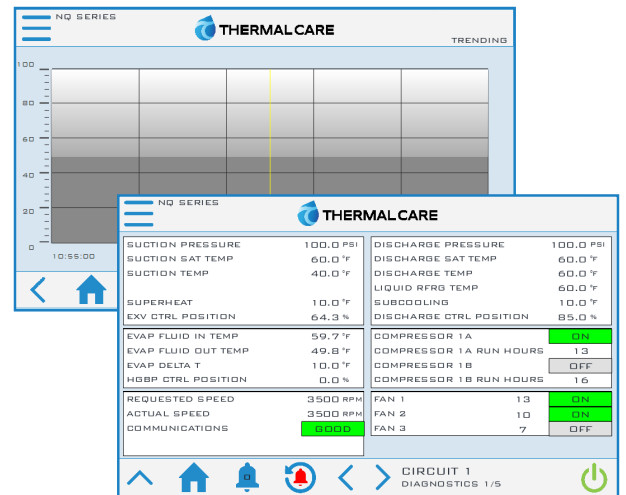 NQ SERIES
THERMAL CARE
TRENDING
100
80
60
40
20
0
10:55:00
NQ SERIES
THERMAL CARE
SUCTION PRESSURE 100.0 PSI
SUCTION SAT TEMP 60.0 °F
SUCTION TEMP 40.0 °F
SUPERHEAT 10.0 °F
EXV CTRL POSITION 64.3 %
DISCHARGE PRESSURE 100.0 PSI
DISCHARGE SAT TEMP 60.0 °F
DISCHARGE TEMP 60.0 °F
LIQUID RFRG TEMP 60.0 °F
SUBCOOLING 10.0 °F
DISCHARGE CTRL POSITION 85.0 %
EVAP FLUID IN TEMP 59.7 °F
EVAP FLUID OUT TEMP 49.8 °F
EVAP DELTA T 10.0 °F
HGBP CTRL POSITION 0.0 %
COMPRESSOR 1A ON
COMPRESSOR 1A RUN HOURS 13
COMPRESSOR 1B OFF
COMPRESSOR 1B RUN HOURS 16
REQUESTED SPEED 3500 RPM
ACTUAL SPEED 3500 RPM
COMMUNICATIONS GOOD
FAN 1 13 ON
FAN 2 10 ON
FAN 3 7 OFF
0
CIRCUIT 1
DIAGNOSTICS 1/5